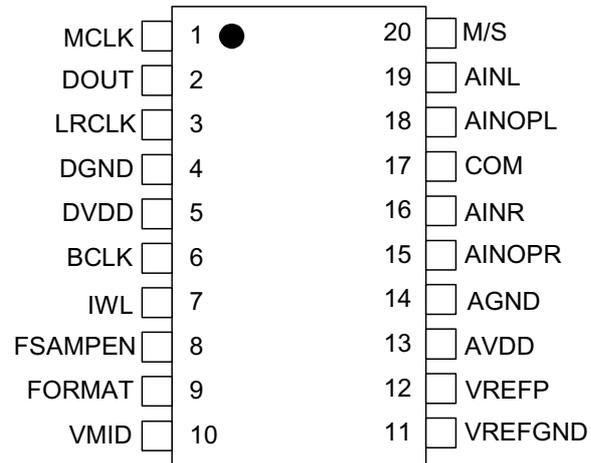 MCLK 1 20 M/S
DOUT 2 19 AINL
LRCLK 3 18 AINOPL
DGND 4 17 COM
DVDD 5 16 AINR
BCLK 6 15 AINOPR
IWL 7 14 AGND
FSAMPEN 8 13 AVDD
FORMAT 9 12 VREFP
VMID 10 11 VREFGND